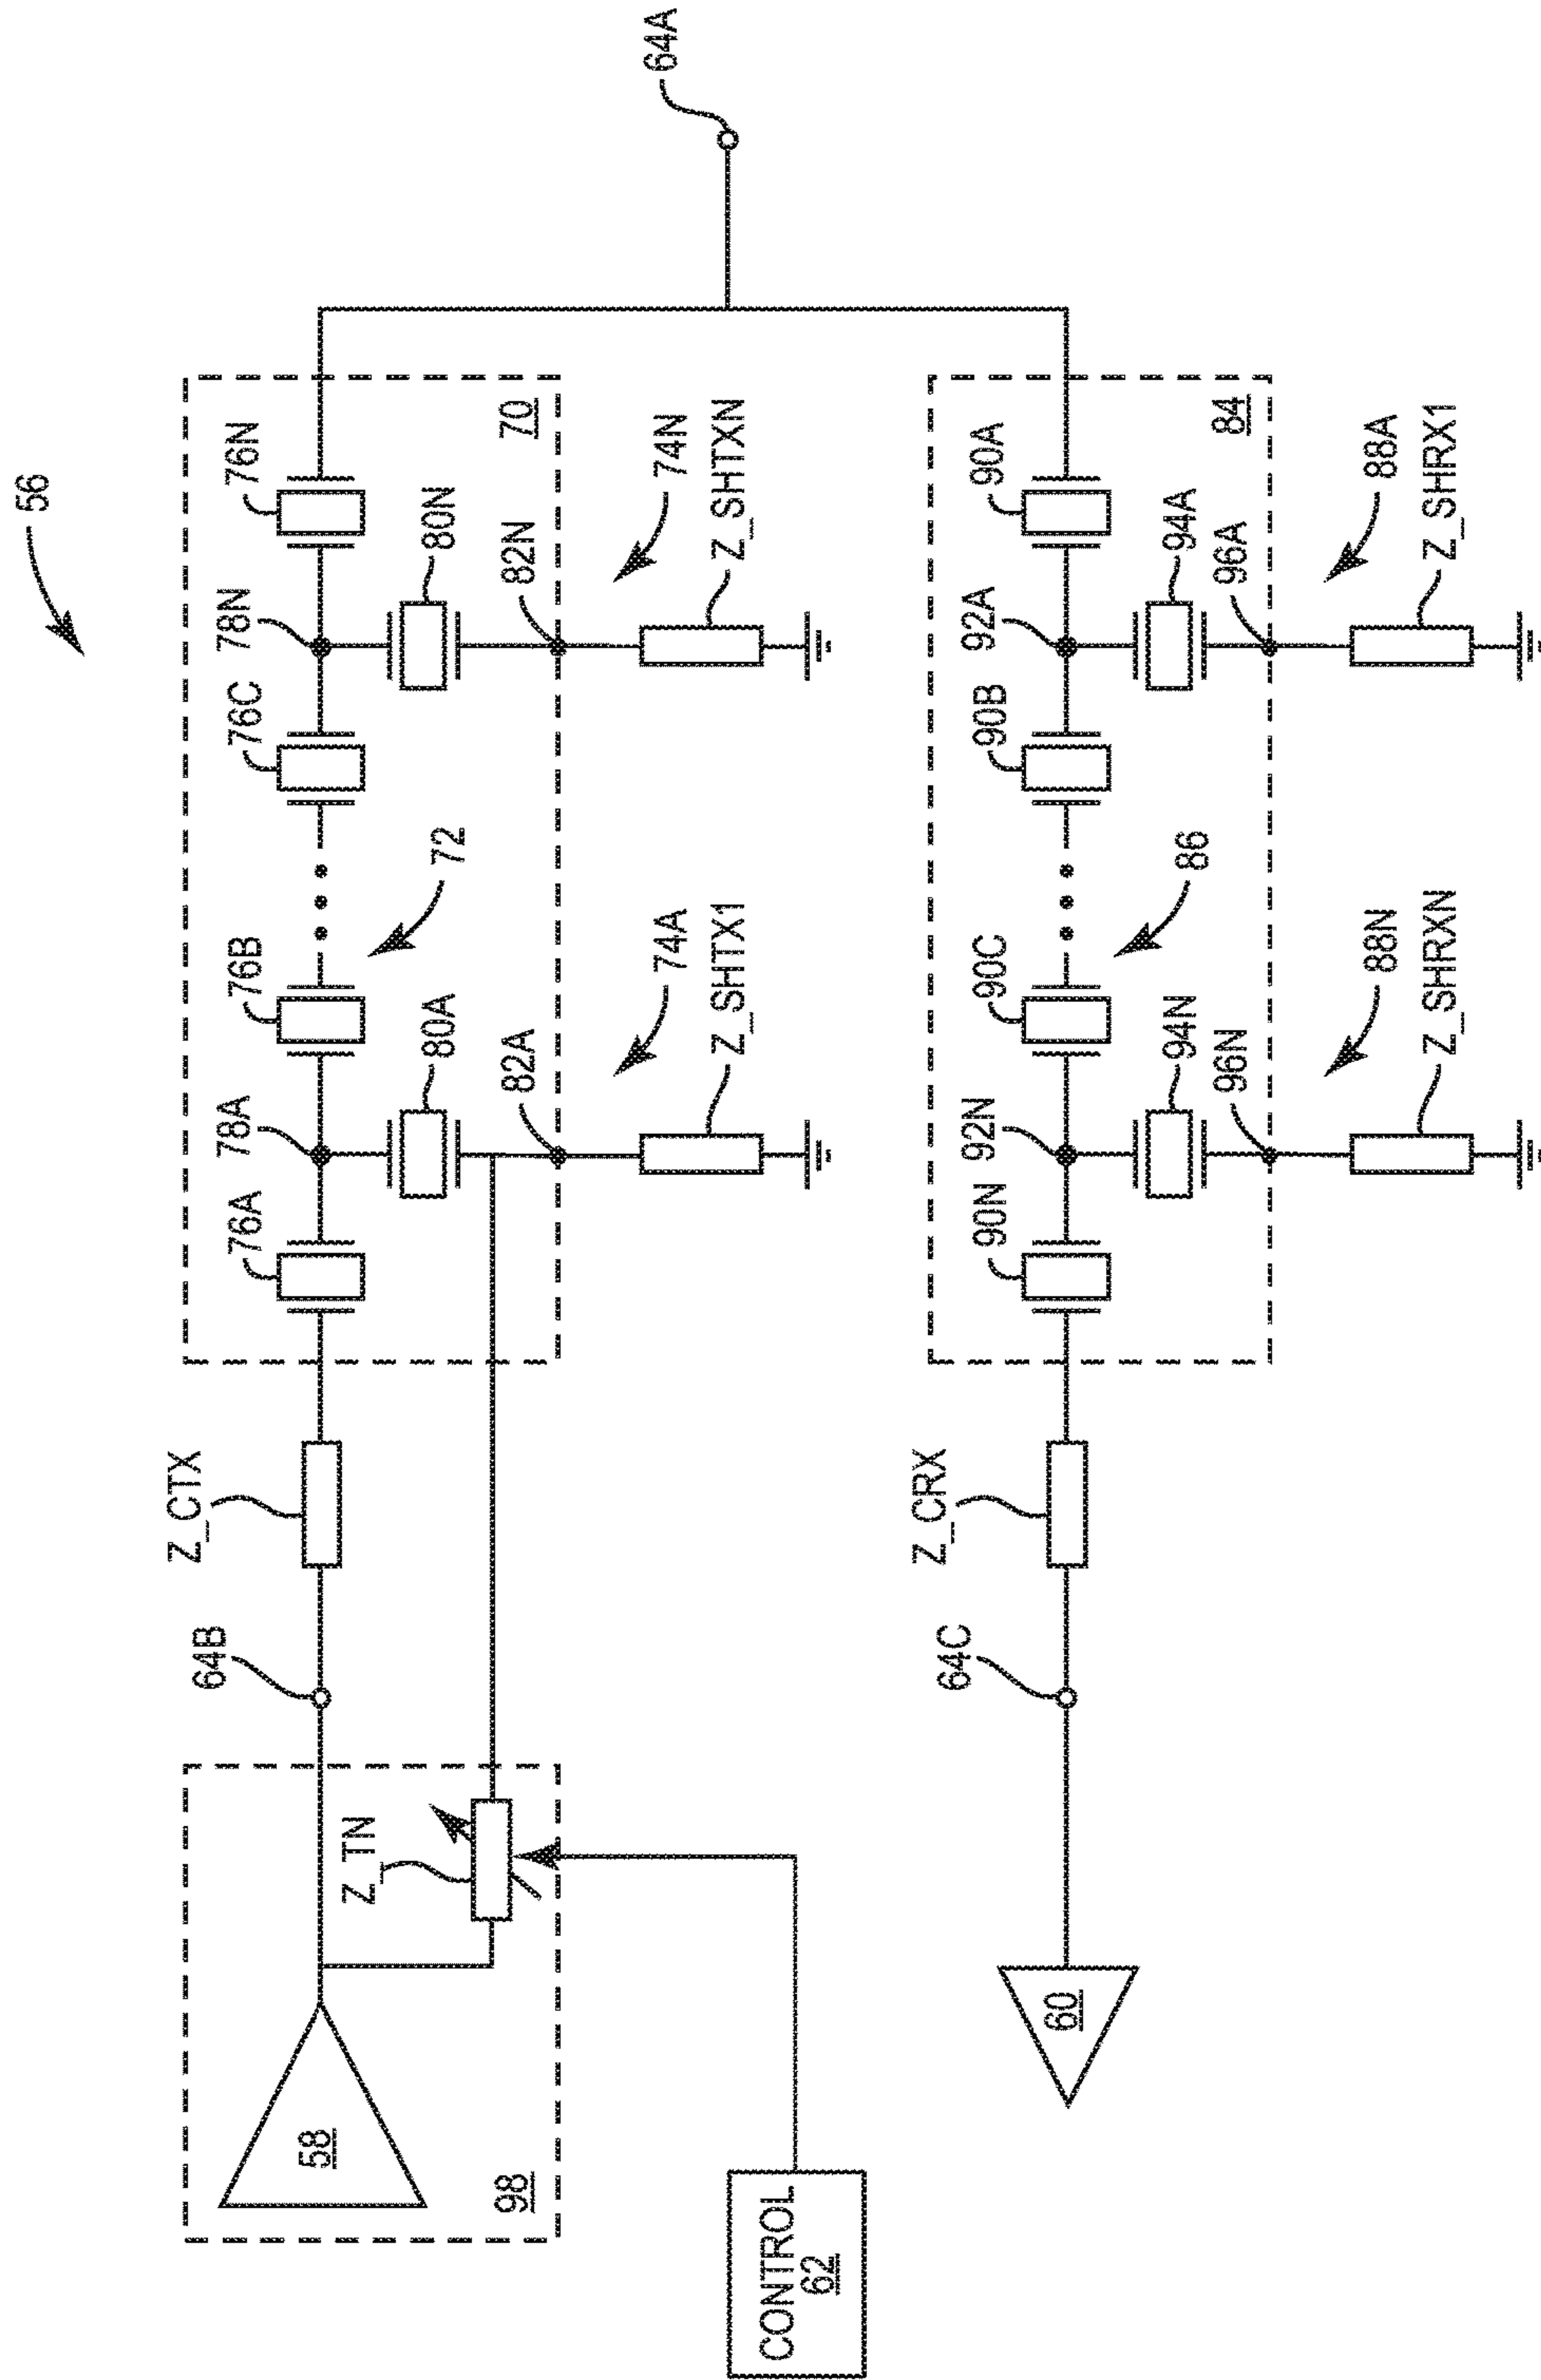 56
64A
76N
70
74N
Z_SHTXN
80N
82N
78N
76C
72
76B
80A
78A
82A
74A
Z_SHTX1
76A
Z_CTX
64B
Z_TN
58
98
CONTROL
62
90A
84
88A
Z_SHRX1
94A
96A
92A
90B
86
90C
94N
92N
96N
88N
Z_SHRXN
90N
Z_CRX
64C
60